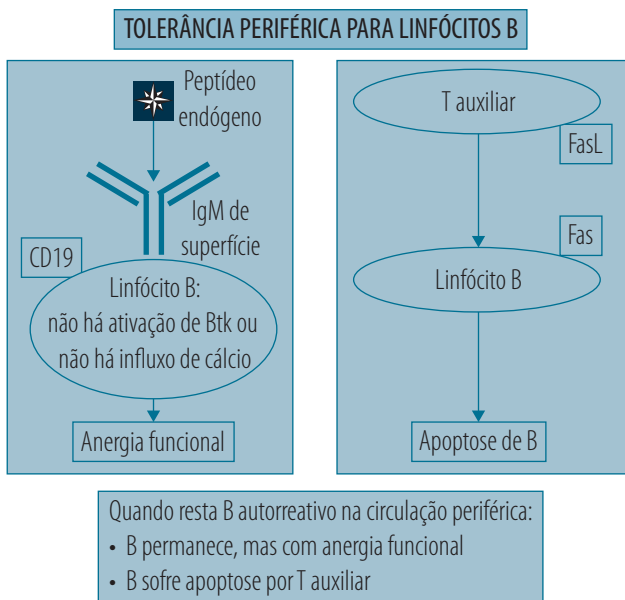 TOLERÂNCIA PERIFÉRICA PARA LINFÓCITOS B
Peptídeo
endógeno
IgM de
superfície
CD19
Linfócito B:
não há ativação de Btk ou
não há influxo de cálcio
Anergia funcional
T auxiliar
FasL
Fas
Linfócito B
Apoptose de B
Quando resta B autorreativo na circulação periférica:
• B permanece, mas com anergia funcional
• B sofre apoptose por T auxiliar